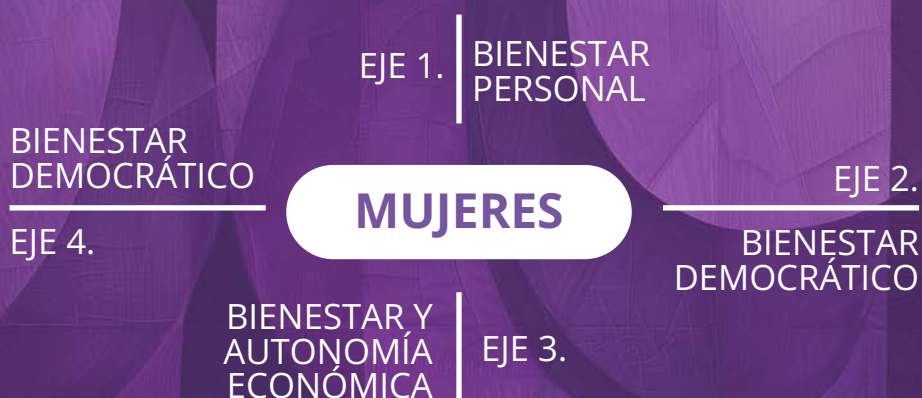 EJE 1.
BIENESTAR
PERSONAL
BIENESTAR
DEMOCRÁTICO
EJE 4.
MUJERES
EJE 2.
BIENESTAR
DEMOCRÁTICO
BIENESTAR Y
AUTONOMÍA
ECONÓMICA
EJE 3.